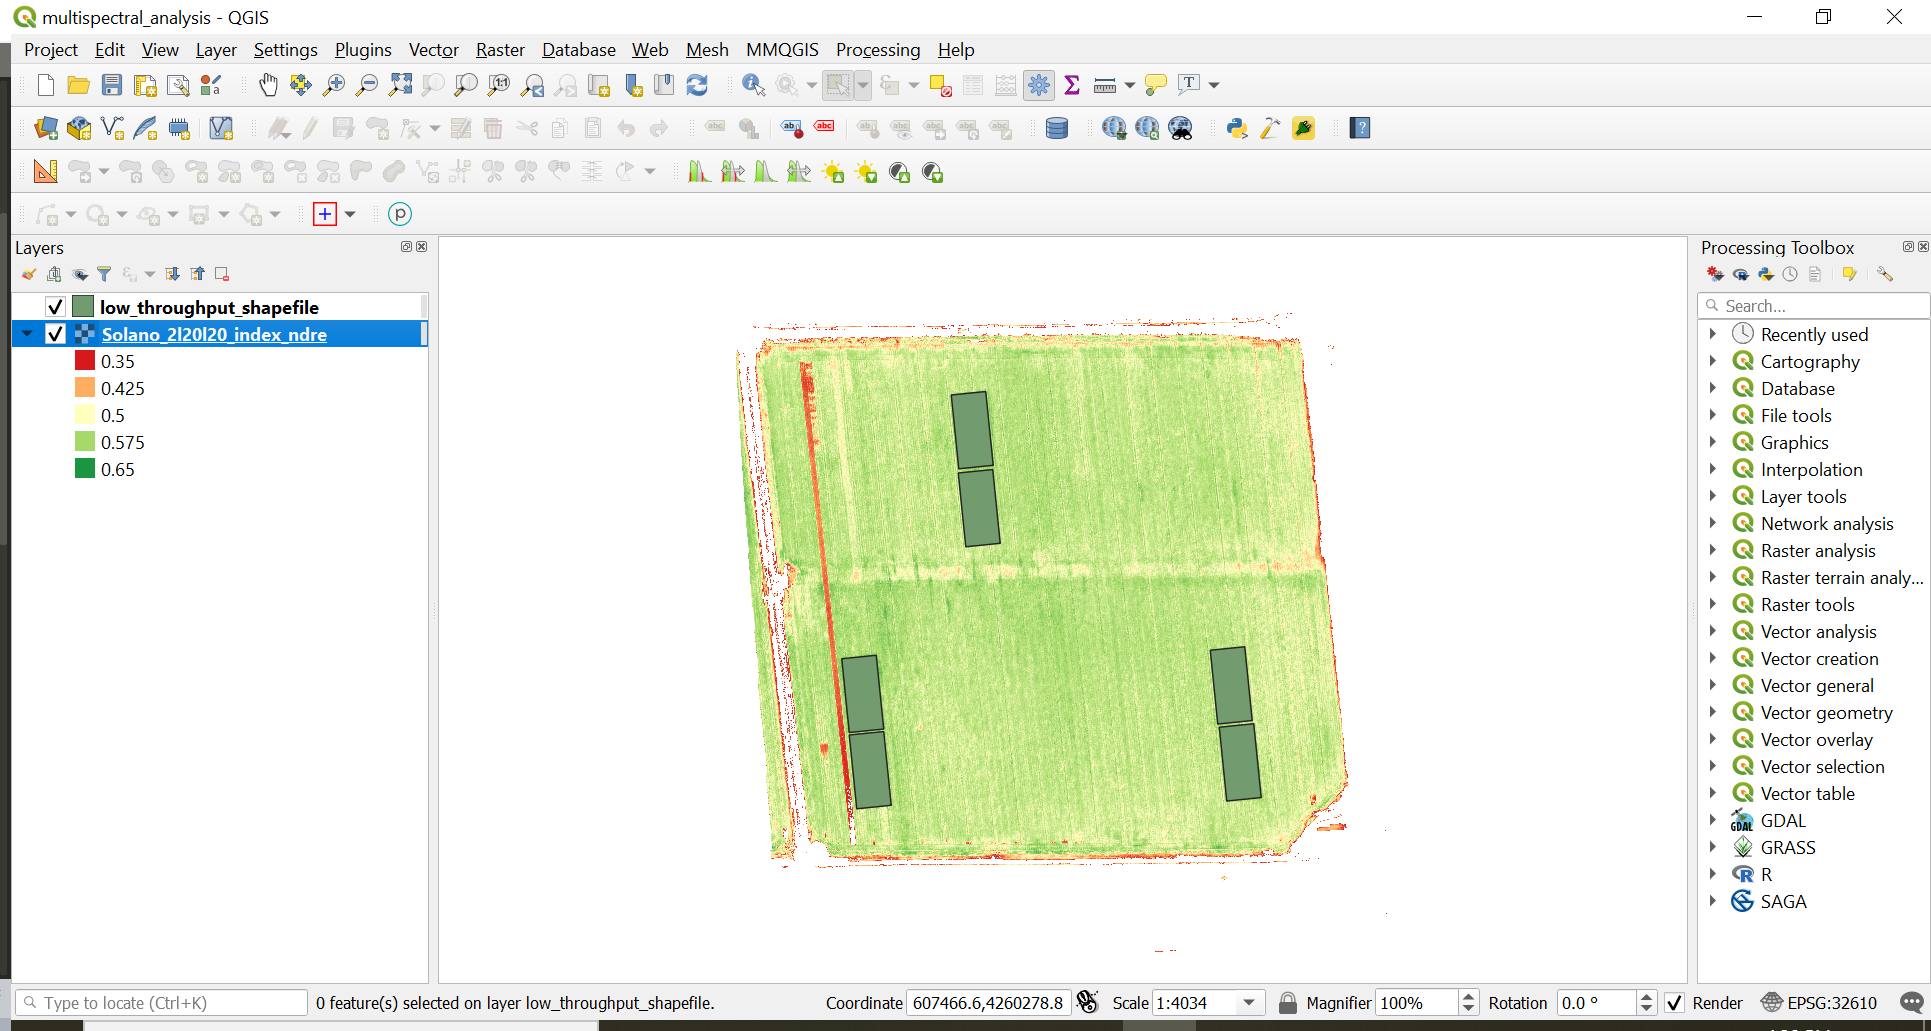 multispectral_analysis - QGIS
Project Edit View Layer Settings Plugins Vector Raster Database Web Mesh MMQGIS Processing Help
Layers
low_throughput_shapefile
Solano_2l20l20_index_ndre
0.35
0.425
0.5
0.575
0.65
Processing Toolbox
Search...
Recently used
Cartography
Database
File tools
Graphics
Interpolation
Layer tools
Network analysis
Raster analysis
Raster terrain analy...
Raster tools
Vector analysis
Vector creation
Vector general
Vector geometry
Vector overlay
Vector selection
Vector table
GDAL
GRASS
R
SAGA
Type to locate (Ctrl+K) 0 feature(s) selected on layer low_throughput_shapefile. Coordinate 607466.6,4260278.8 Scale 1:4034 Magnifier 100% Rotation 0.0 ° Render EPSG:32610